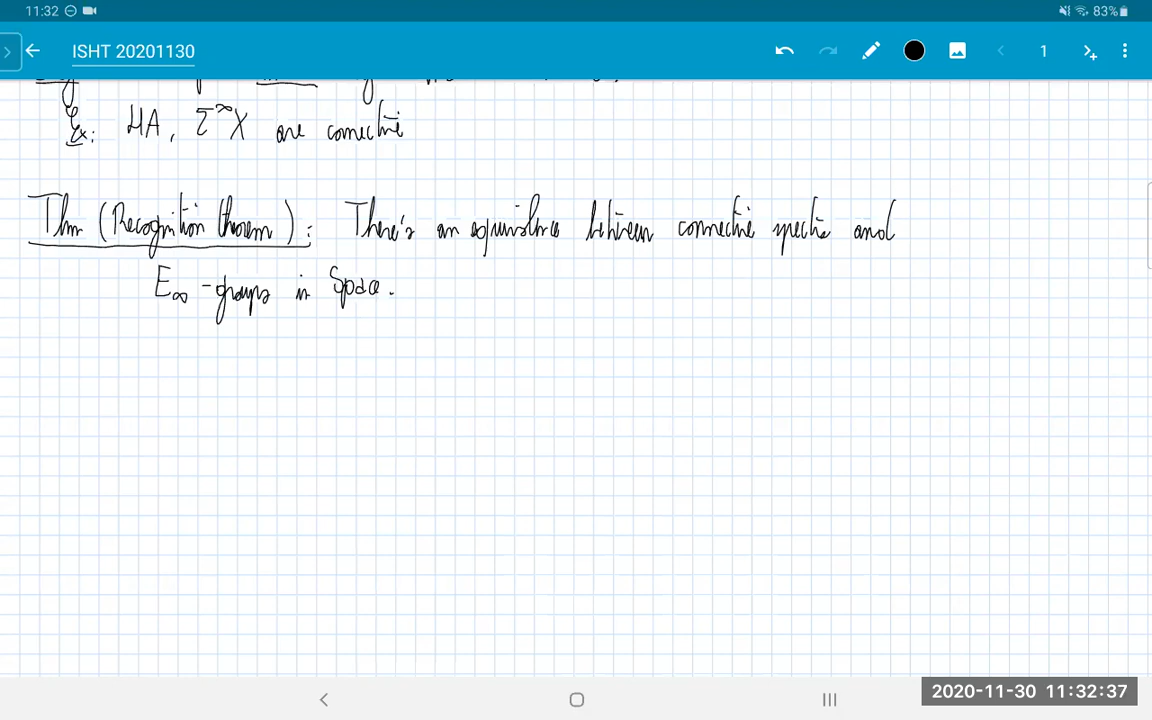 11:32
83%
ISHT 20201130
1
Ex: HA, Σ^∞X are connective
Thm (Recognition thorem): There's an equivalence between connective spectra and
E∞-groups in Space.
2020-11-30 11:32:37